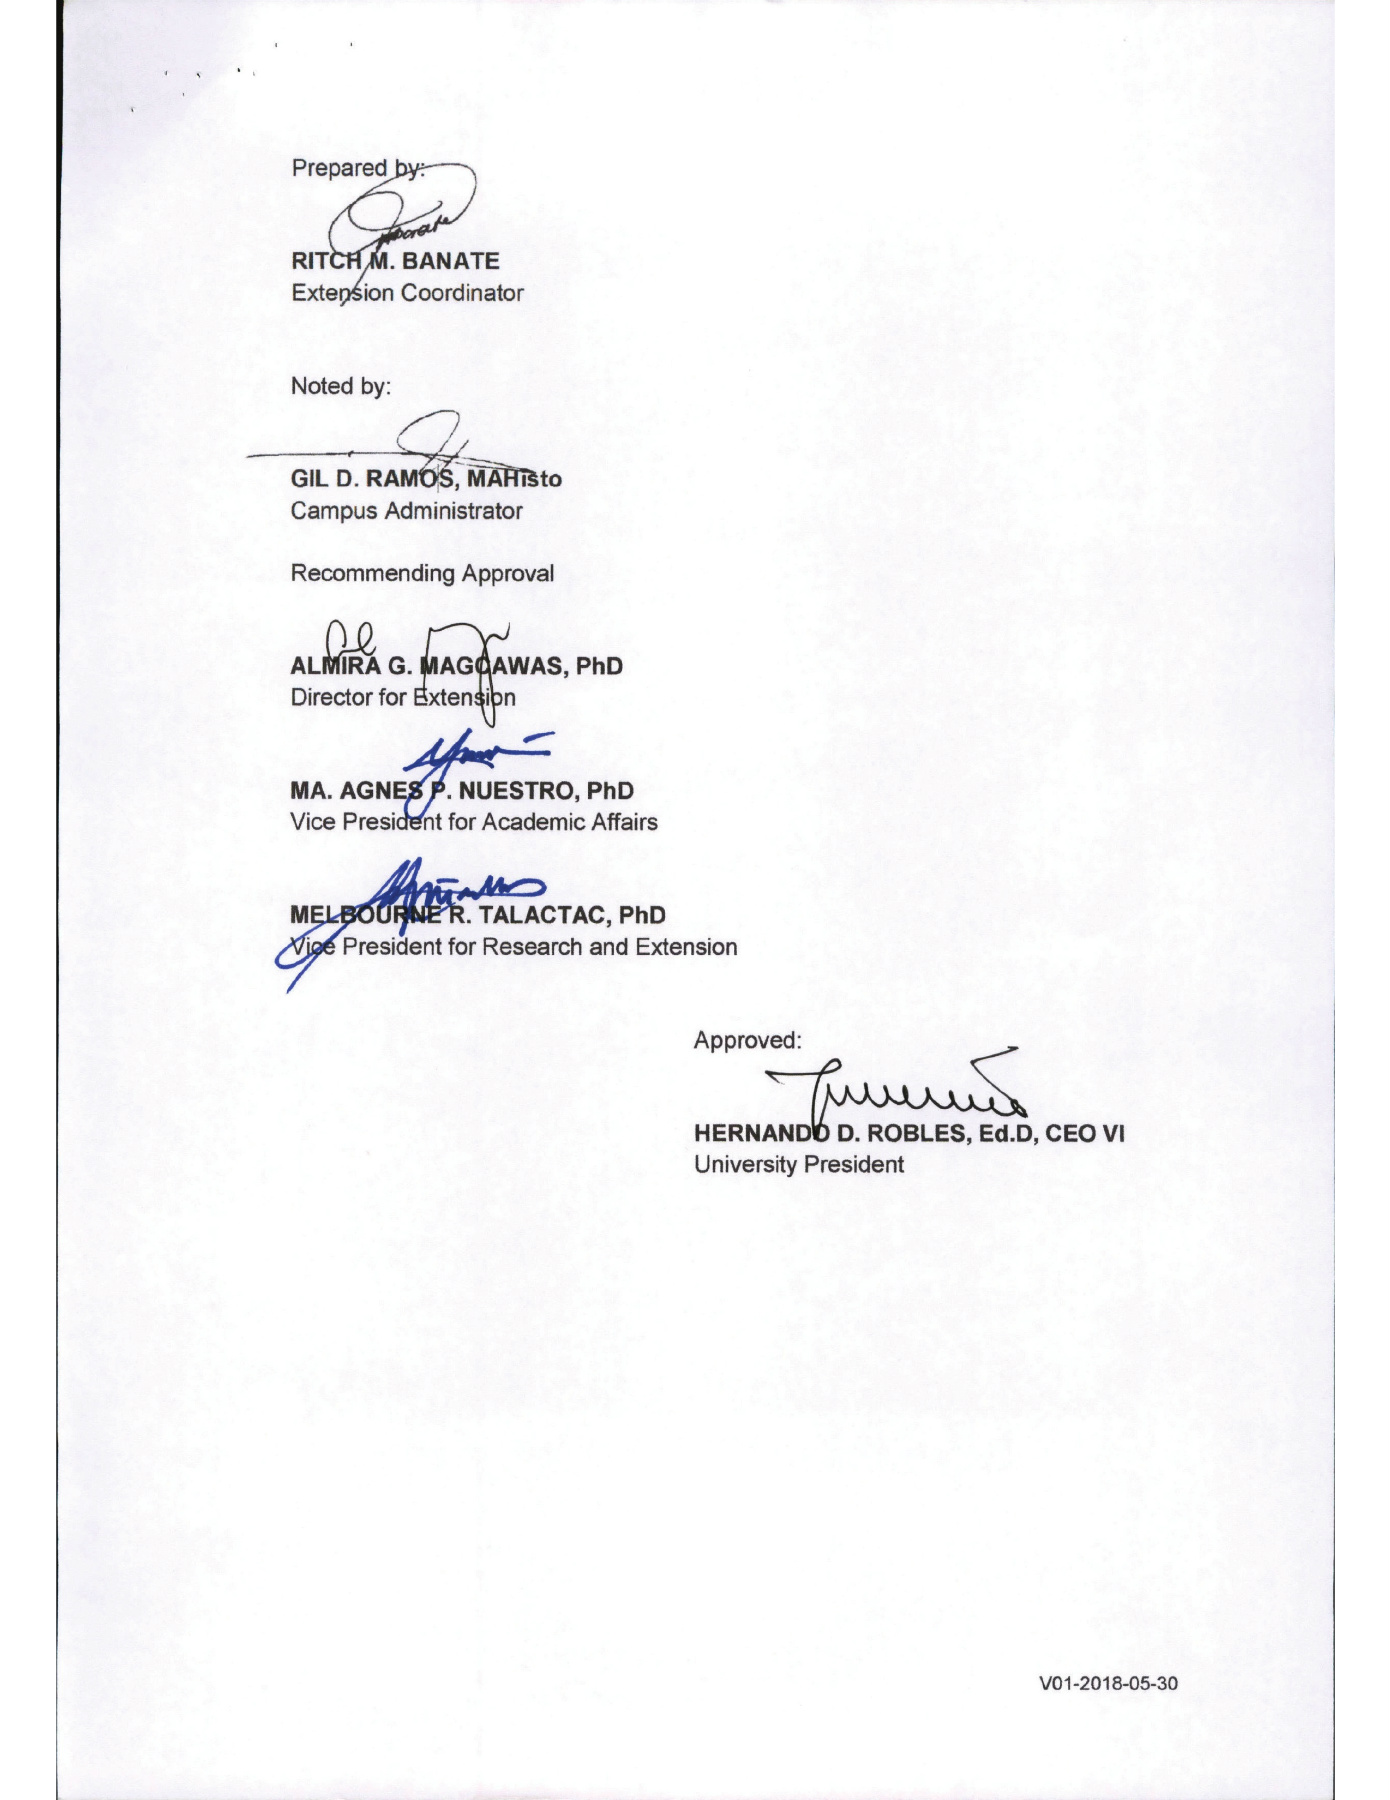 Prepared by:
RITCH M. BANATE
Extension Coordinator
Noted by:
GIL D. RAMOS, MAHisto
Campus Administrator
Recommending Approval
ALMIRA G. MAGCAWAS, PhD
Director for Extension
MA. AGNES P. NUESTRO, PhD
Vice President for Academic Affairs
MELBOURNE R. TALACTAC, PhD
Vice President for Research and Extension
Approved:
HERNANDO D. ROBLES, Ed.D, CEO VI
University President
V01-2018-05-30